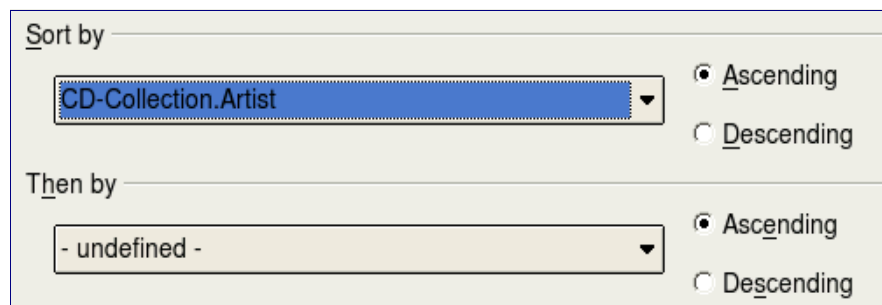 Sort by
CD-Collection.Artist
Ascending
Descending
Then by
- undefined -
Ascending
Descending